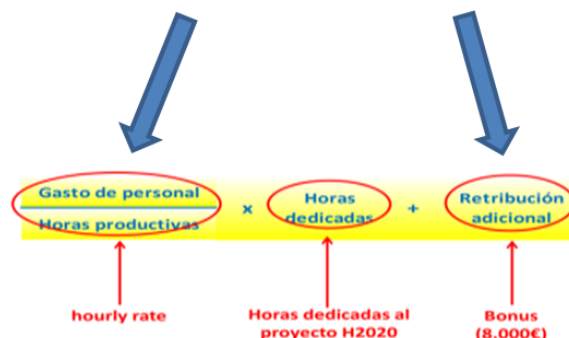 Gasto de personal
Horas productivas
x
Horas
dedicadas
+
Retribución
adicional
hourly rate
Horas dedicadas al
proyecto H2020
Bonus
(8.000€)